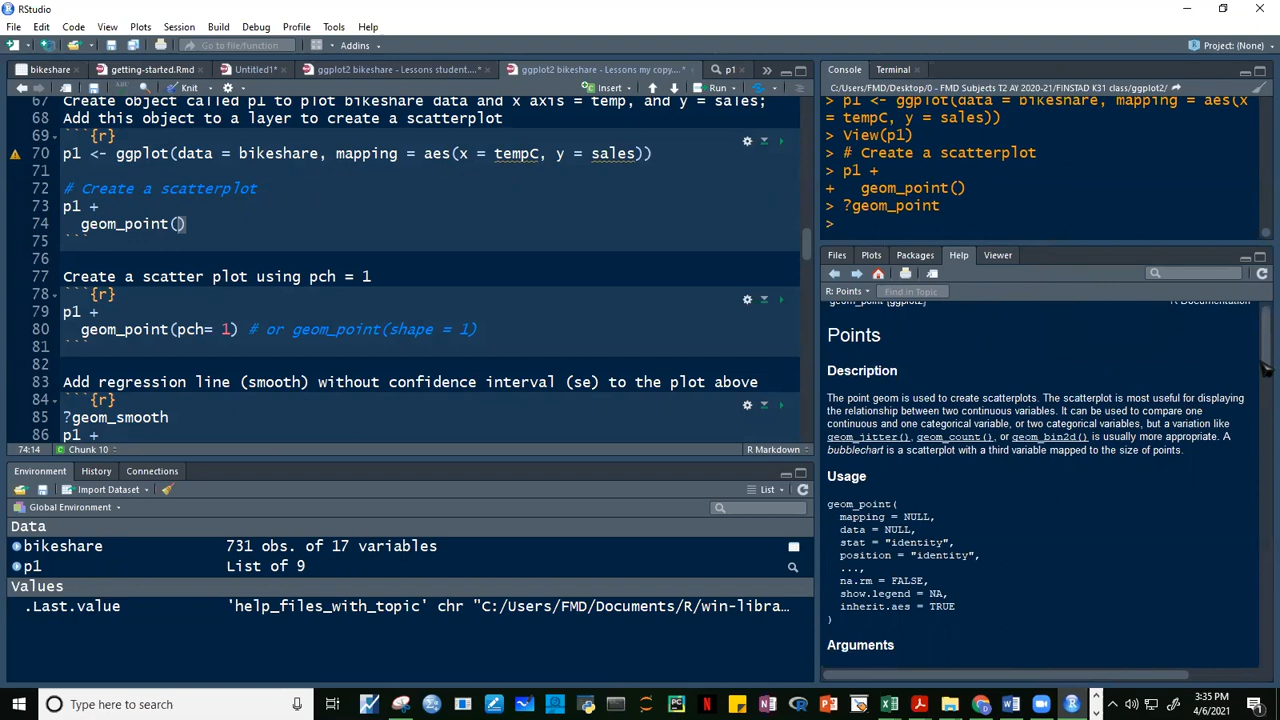 RStudio
File Edit Code View Plots Session Build Debug Profile Tools Help
Go to file/function Addins Project: (None)
bikeshare getting-started.Rmd Untitled1* ggplot2 bikeshare - Lessons student...* ggplot2 bikeshare - Lessons my copy....* p1
Knit Insert Run
67 Create object called p1 to plot bikeshare data and x axis = temp, and y = sales;
68 Add this object to a layer to create a scatterplot
69 ```{r}
70 p1 <- ggplot(data = bikeshare, mapping = aes(x = tempC, y = sales))
71
72 # Create a scatterplot
73 p1 +
74 geom_point()
75 ```
76
77 Create a scatter plot using pch = 1
78 ```{r}
79 p1 +
80 geom_point(pch= 1) # or geom_point(shape = 1)
81 ```
82
83 Add regression line (smooth) without confidence interval (se) to the plot above
84 ```{r}
85 ?geom_smooth
86 p1 +
74:14 Chunk 10 R Markdown
Environment History Connections
Import Dataset List
Global Environment
Data
bikeshare 731 obs. of 17 variables
p1 List of 9
Values
.Last.value 'help_files_with_topic' chr "C:/Users/FMD/Documents/R/win-libra…
Console Terminal
C:/Users/FMD/Desktop/0 - FMD Subjects T2 AY 2020-21/FINSTAD K31 class/ggplot2/
> p1 <- ggplot(data = bikeshare, mapping = aes(x
= tempC, y = sales))
> View(p1)
> # Create a scatterplot
> p1 +
+ geom_point()
> ?geom_point
>
Files Plots Packages Help Viewer
R: Points Find in Topic
geom_point {ggplot2} R Documentation
Points
Description
The point geom is used to create scatterplots. The scatterplot is most useful for displaying
the relationship between two continuous variables. It can be used to compare one
continuous and one categorical variable, or two categorical variables, but a variation like
geom_jitter(), geom_count(), or geom_bin2d() is usually more appropriate. A
bubblechart is a scatterplot with a third variable mapped to the size of points.
Usage
geom_point(
mapping = NULL,
data = NULL,
stat = "identity",
position = "identity",
...,
na.rm = FALSE,
show.legend = NA,
inherit.aes = TRUE
)
Arguments
Type here to search
3:35 PM
4/6/2021